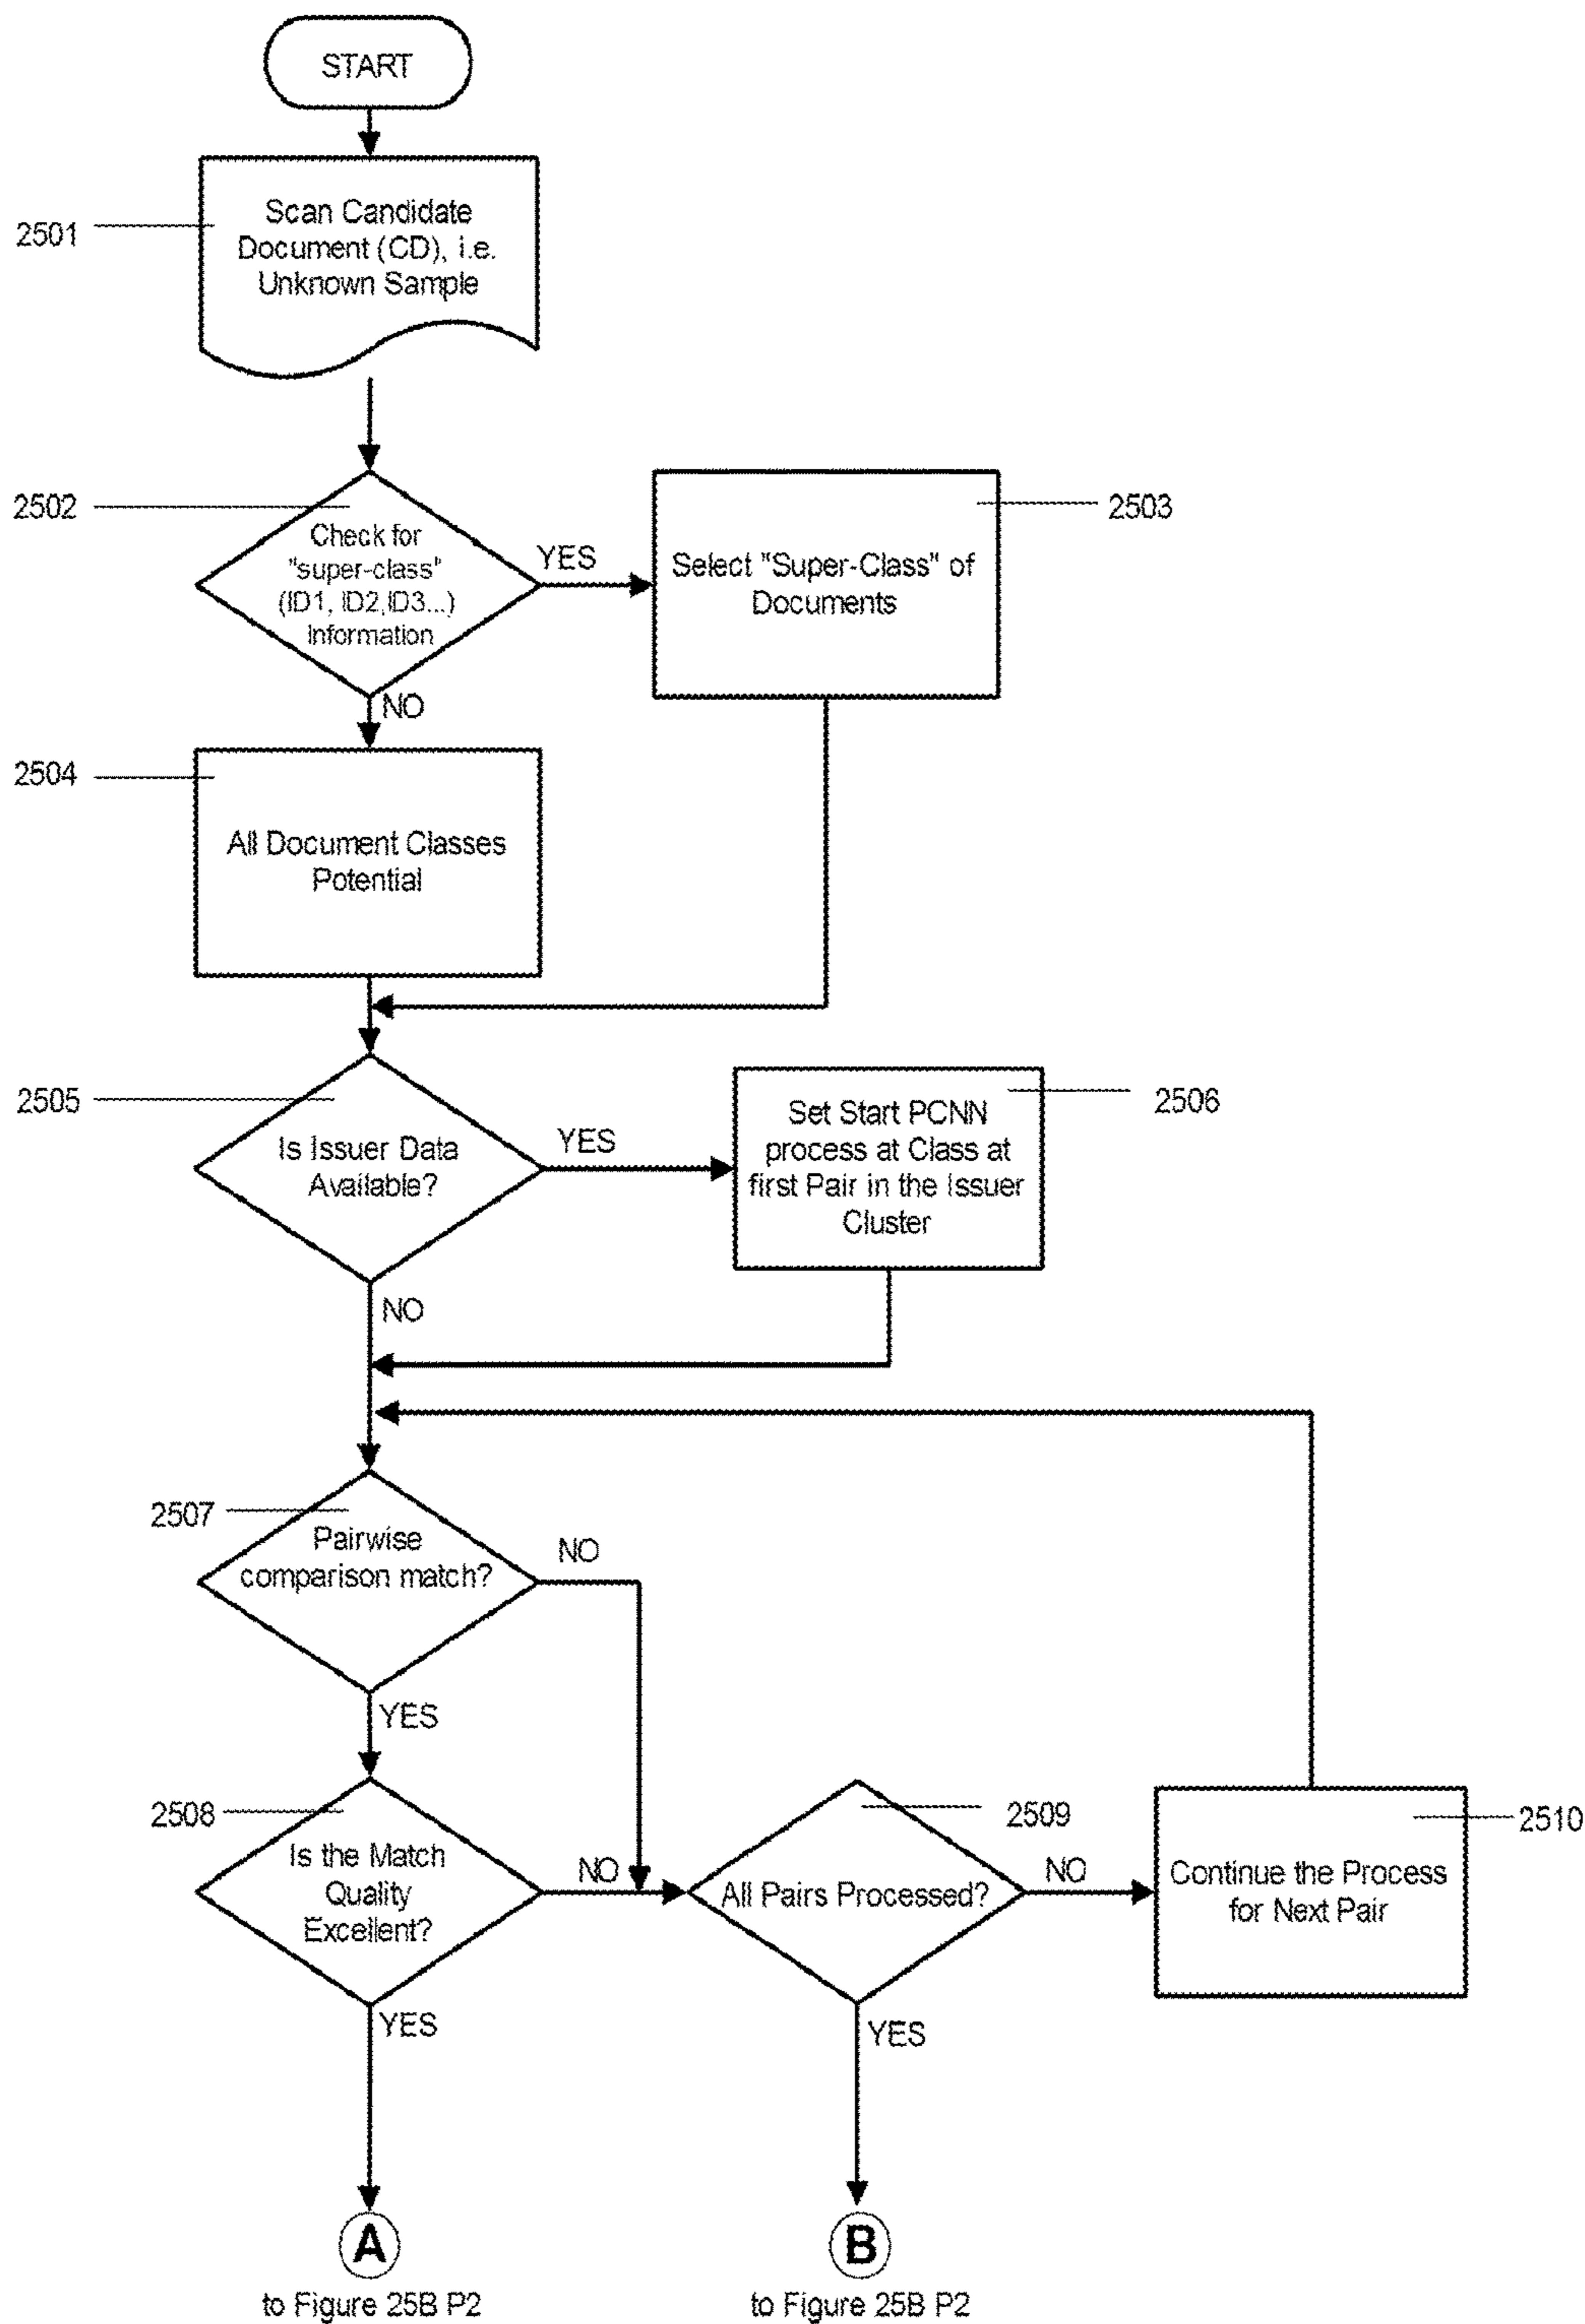 START
2501
Scan Candidate
Document (CD), i.e.
Unknown Sample
2502
Check for
"super-class"
(ID1, ID2,ID3...)
Information
YES
2503
Select "Super-Class" of
Documents
NO
2504
All Document Classes
Potential
2505
Is Issuer Data
Available?
YES
2506
Set Start PCNN
process at Class at
first Pair in the Issuer
Cluster
NO
2507
Pairwise
comparison match?
NO
YES
2508
Is the Match
Quality
Excellent?
NO
2509
All Pairs Processed?
NO
2510
Continue the Process
for Next Pair
YES
YES
A
to Figure 25B P2
B
to Figure 25B P2